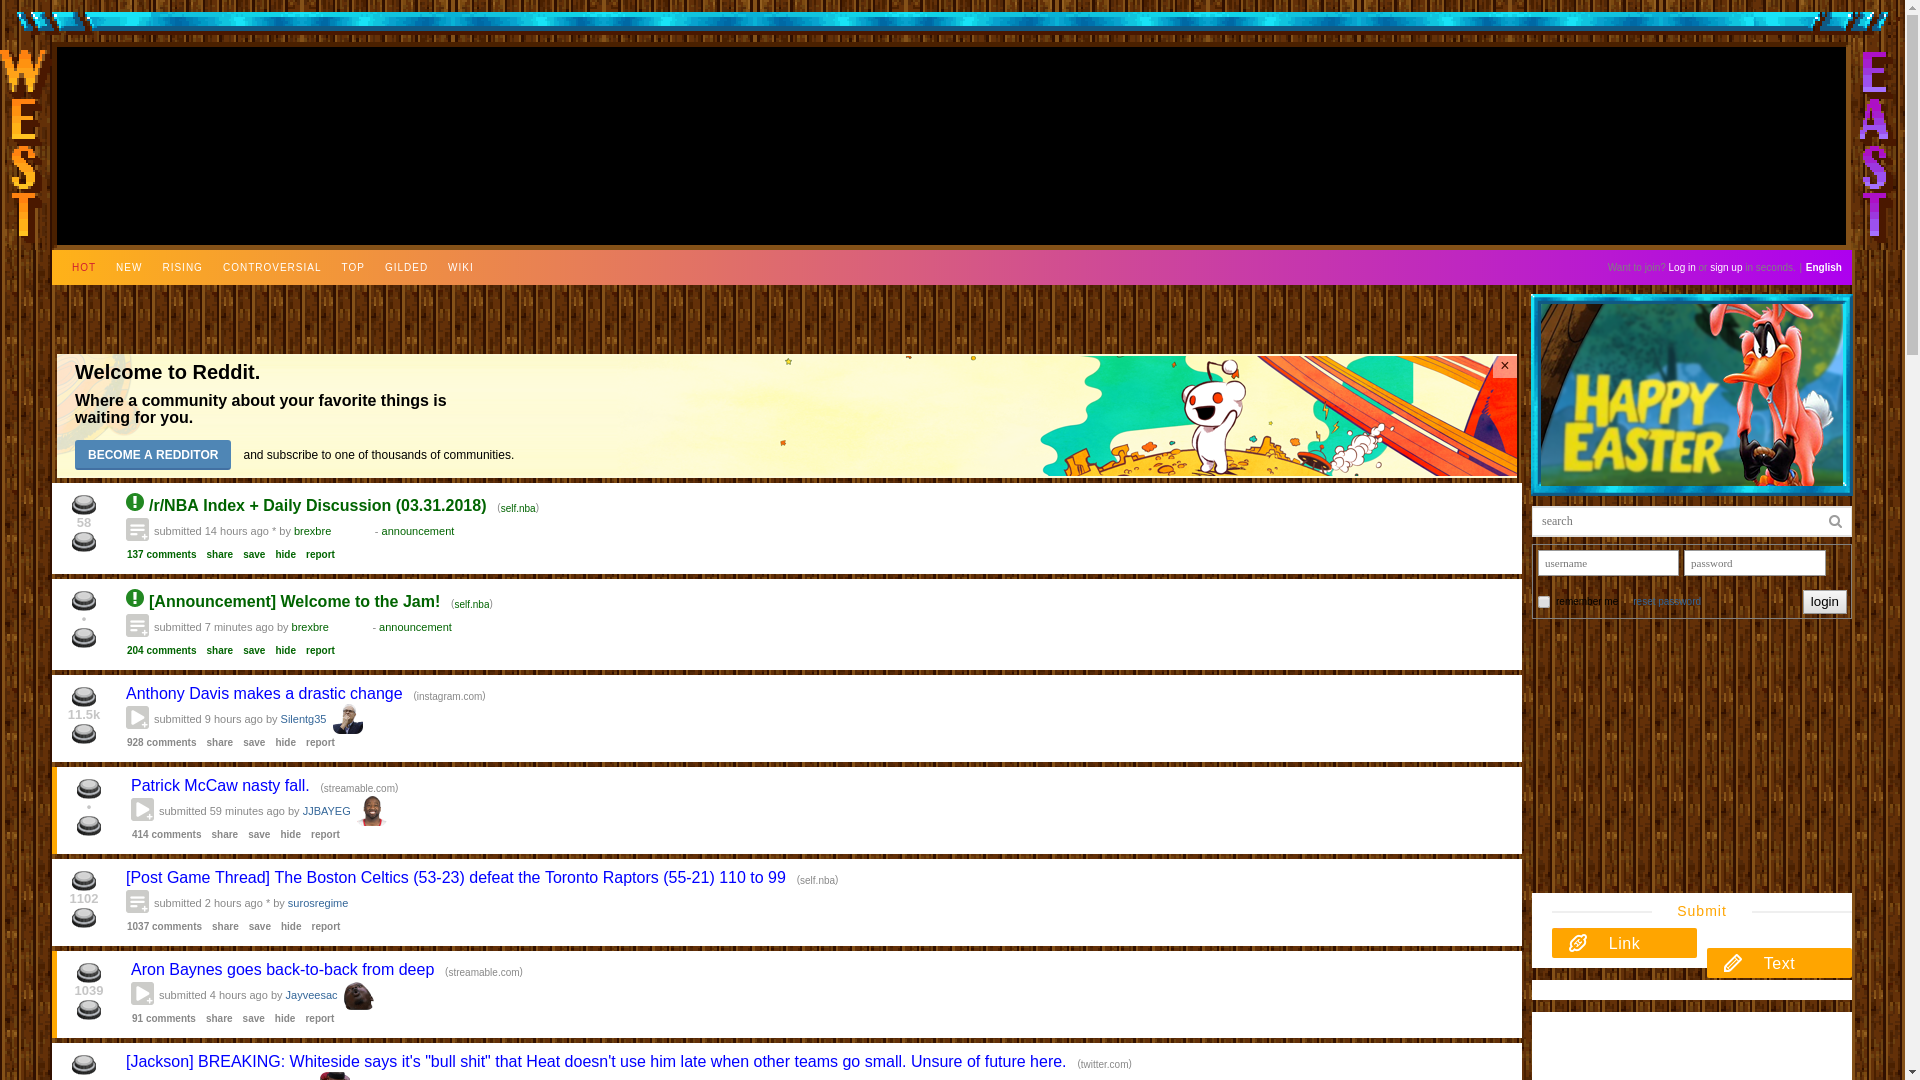 WEST
EAST
HOT NEW RISING CONTROVERSIAL TOP GILDED WIKI
Want to join? Log in or sign up in seconds. | English
Welcome to Reddit.
Where a community about your favorite things is
waiting for you.
BECOME A REDDITOR and subscribe to one of thousands of communities.
×
HAPPY
EASTER
search
username password
remember me reset password login
58
/r/NBA Index + Daily Discussion (03.31.2018) (self.nba)
submitted 14 hours ago * by brexbre - announcement
137 comments share save hide report
•
[Announcement] Welcome to the Jam! (self.nba)
submitted 7 minutes ago by brexbre - announcement
204 comments share save hide report
11.5k
Anthony Davis makes a drastic change (instagram.com)
submitted 9 hours ago by Silentg35
928 comments share save hide report
•
Patrick McCaw nasty fall. (streamable.com)
submitted 59 minutes ago by JJBAYEG
414 comments share save hide report
1102
[Post Game Thread] The Boston Celtics (53-23) defeat the Toronto Raptors (55-21) 110 to 99 (self.nba)
submitted 2 hours ago * by surosregime
1037 comments share save hide report
1039
Aron Baynes goes back-to-back from deep (streamable.com)
submitted 4 hours ago by Jayveesac
91 comments share save hide report
[Jackson] BREAKING: Whiteside says it's "bull shit" that Heat doesn't use him late when other teams go small. Unsure of future here. (twitter.com)
Submit
Link
Text